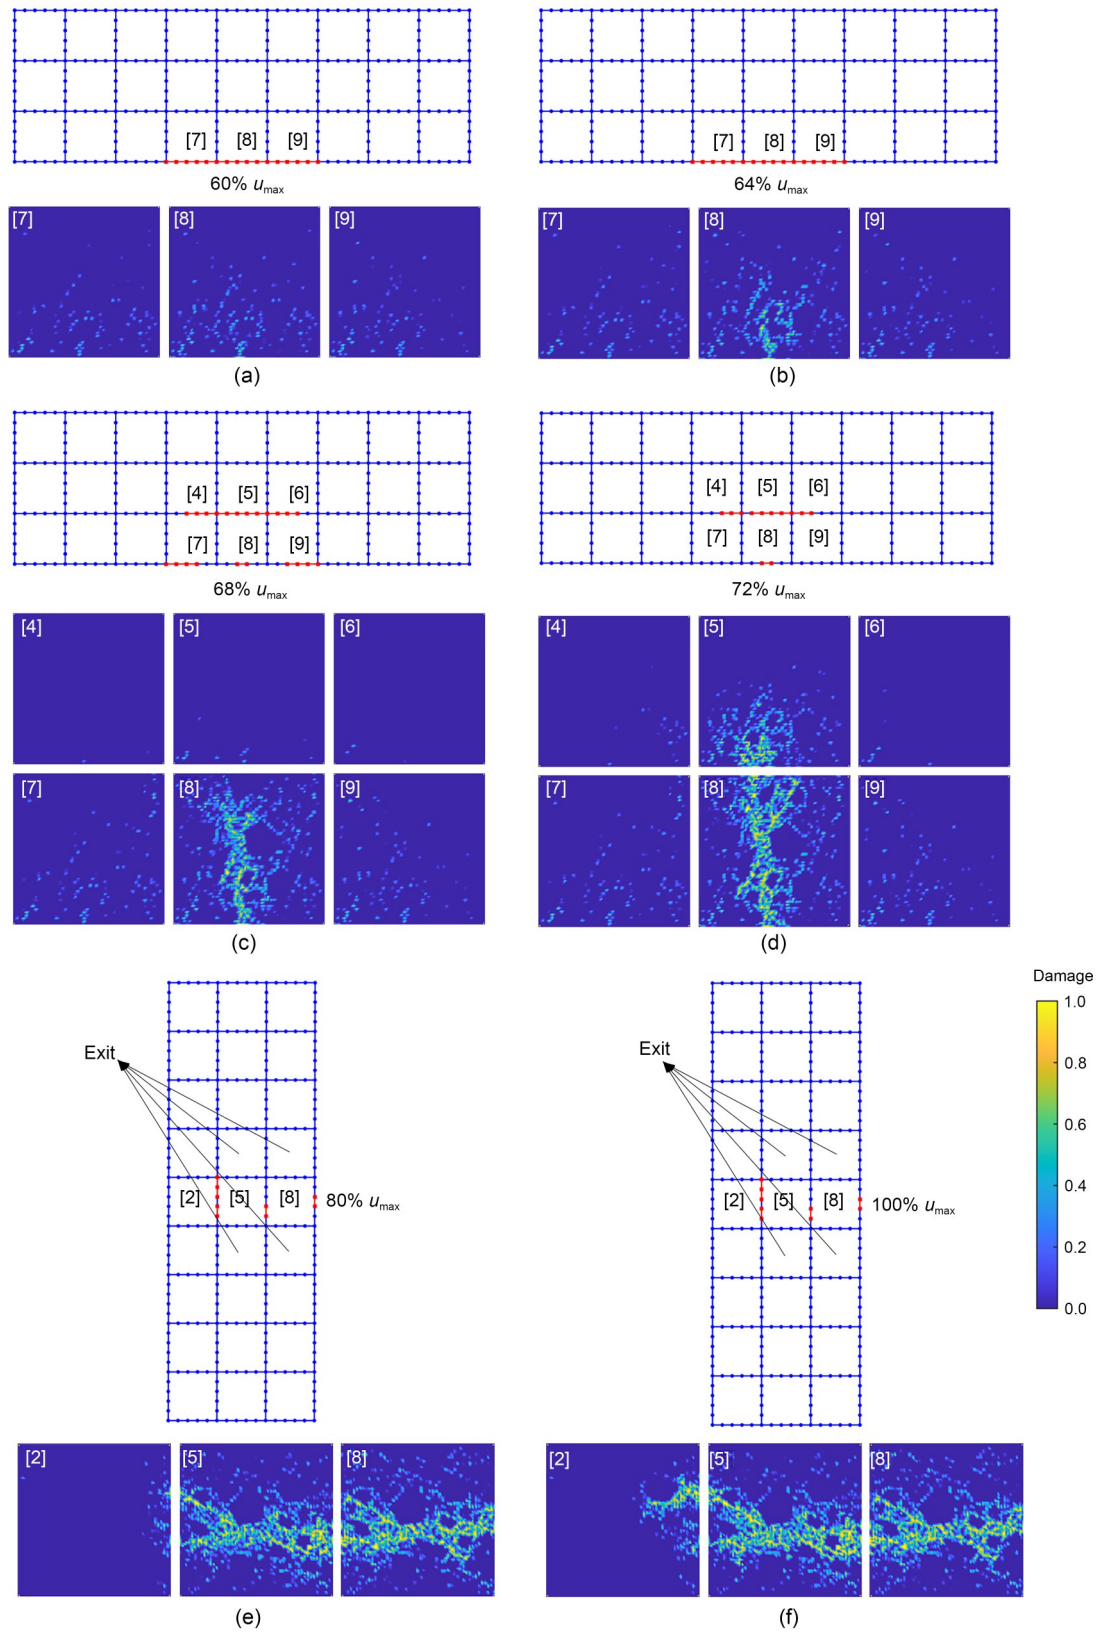 [7] [8] [9]
60% umax
[7] [8] [9]
(a)
[7] [8] [9]
64% umax
[7] [8] [9]
(b)
[4] [5] [6]
[7] [8] [9]
68% umax
[4] [5] [6]
[7] [8] [9]
(c)
[4] [5] [6]
[7] [8] [9]
72% umax
[4] [5] [6]
[7] [8] [9]
(d)
Exit
[2] [5] [8] 80% umax
[2] [5] [8]
(e)
Exit
[2] [5] [8] 100% umax
[2] [5] [8]
(f)
Damage
1.0
0.8
0.6
0.4
0.2
0.0